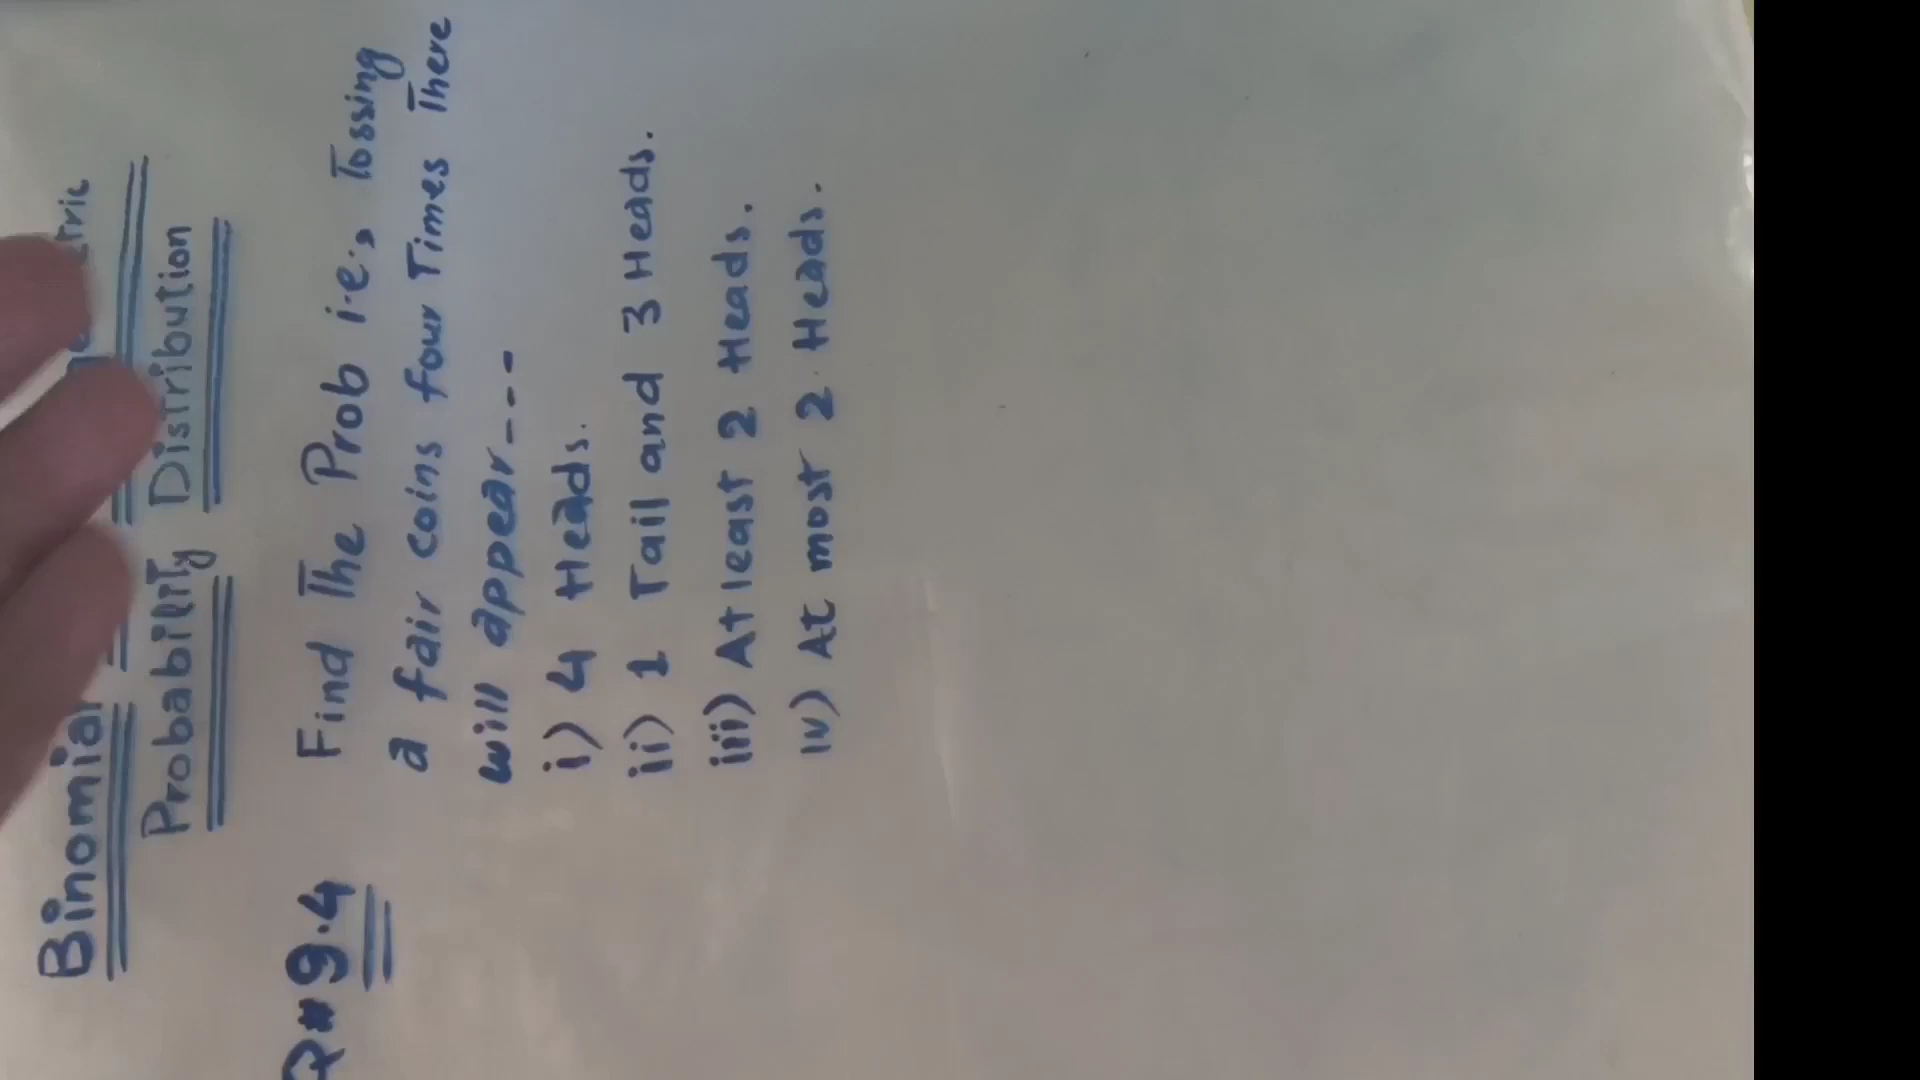 Binomial
Probability Distribution
Q#9.4 Find The Prob i.e., Tossing
a fair coins four Times There
will appear----
i) 4 Heads.
ii) 1 Tail and 3 Heads.
iii) At least 2 Heads.
iv) At most 2 Heads.